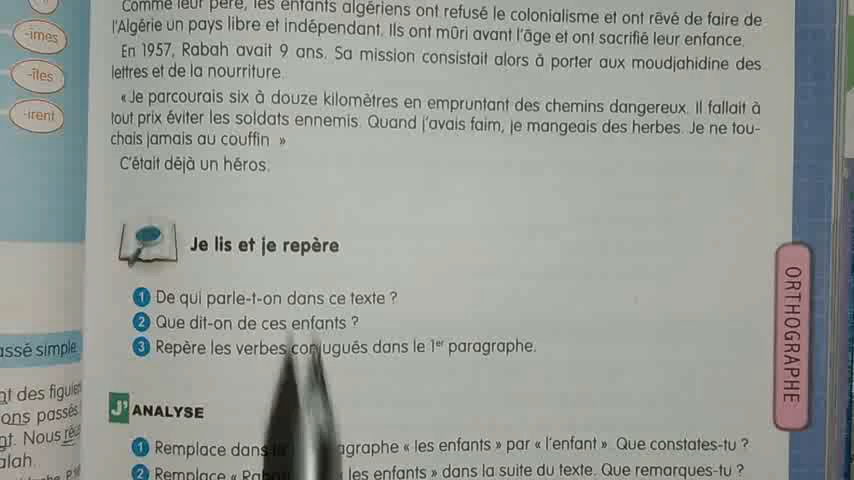 -îmes
-îtes
-irent
assé simple
nt des figuie
ons passés
gt. Nous
alah.
Comme leur père, les enfants algériens ont refusé le colonialisme et ont rêvé de faire de
l'Algérie un pays libre et indépendant. Ils ont mûri avant l'âge et ont sacrifié leur enfance.
En 1957, Rabah avait 9 ans. Sa mission consistait alors à porter aux moudjahidine des
lettres et de la nourriture.
«Je parcourais six à douze kilomètres en empruntant des chemins dangereux. Il fallait à
tout prix éviter les soldats ennemis. Quand j'avais faim, je mangeais des herbes. Je ne tou-
chais jamais au couffin »
C'était déjà un héros.
Je lis et je repère
1 De qui parle-t-on dans ce texte ?
2 Que dit-on de ces enfants ?
3 Repère les verbes conjugués dans le 1er paragraphe.
J'ANALYSE
1 Remplace dans agraphe « les enfants » par « l'enfant ». Que constates-tu ?
2 Remplace « Rab les enfants » dans la suite du texte. Que remarques-tu ?
ORTHOGRAPHE